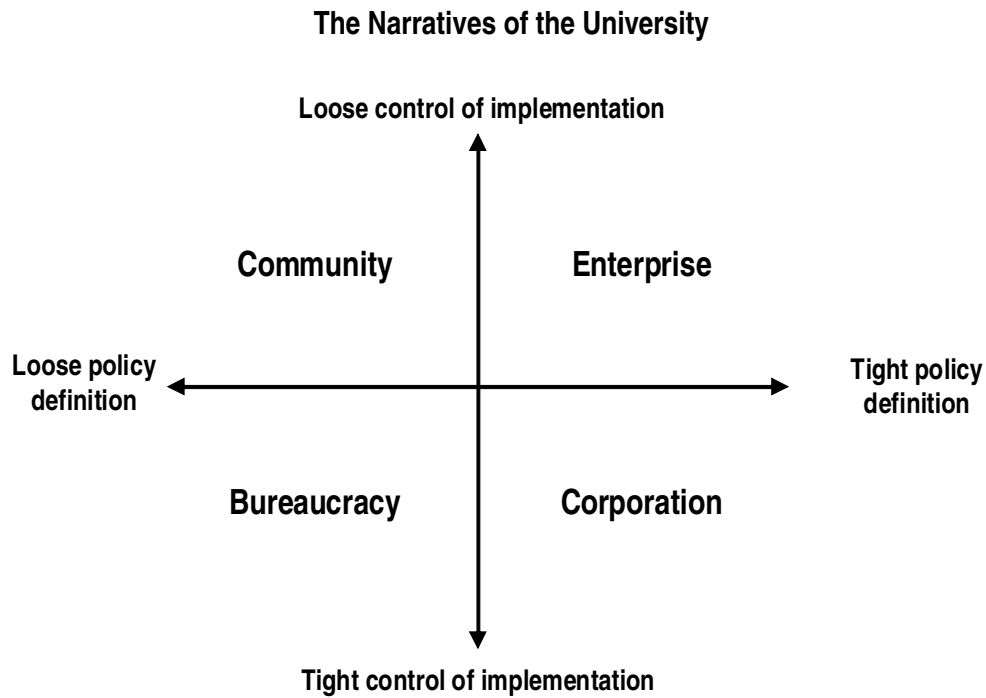 The Narratives of the University
Loose control of implementation
Community
Enterprise
Loose policy
definition
Tight policy
definition
Bureaucracy
Corporation
Tight control of implementation